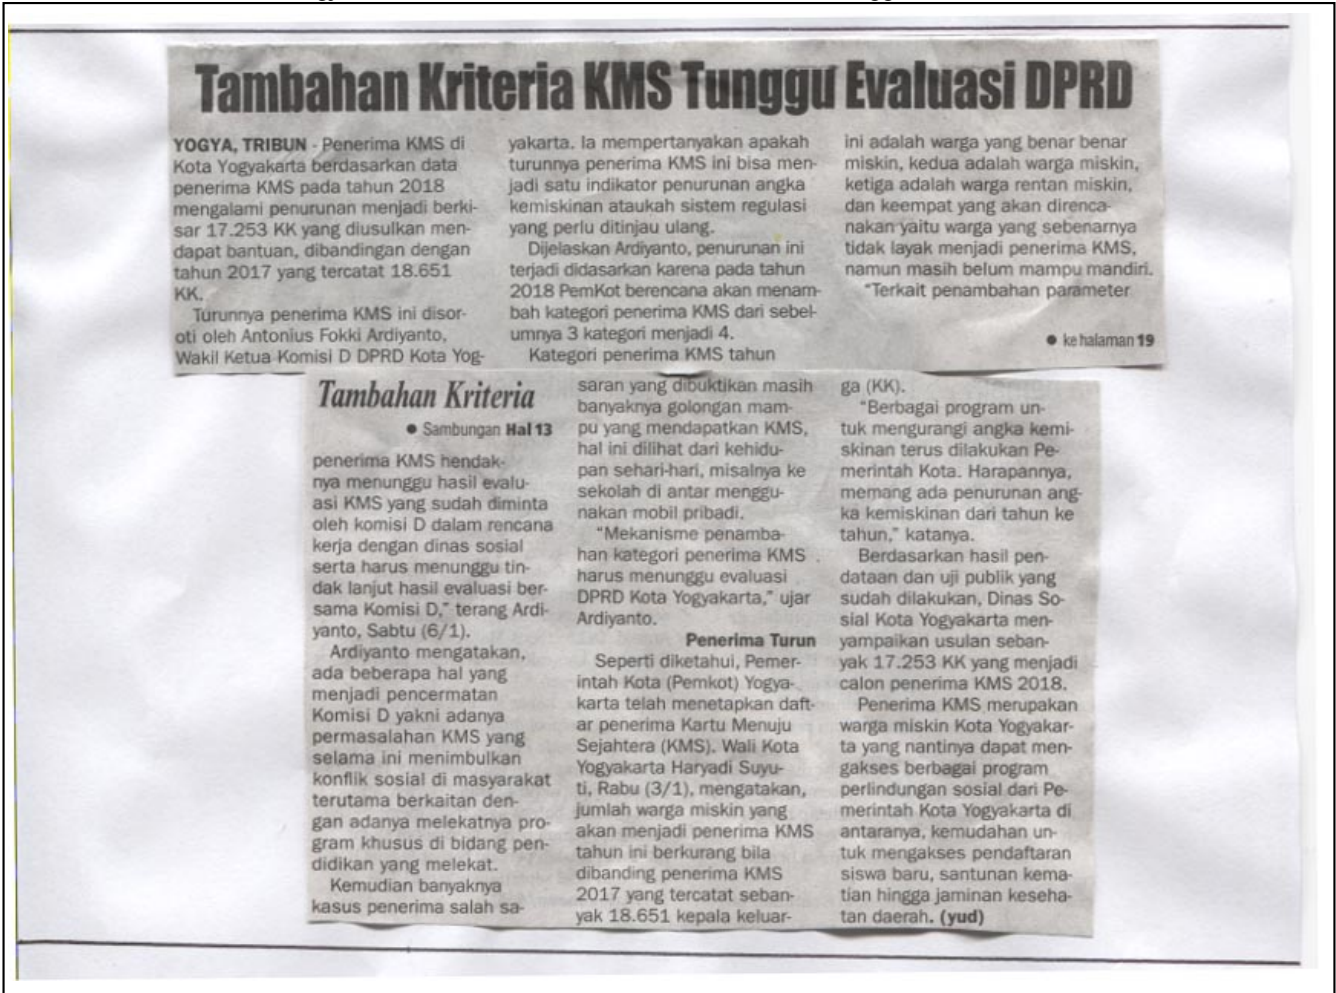 Tambahan Kriteria KMS Tunggu Evaluasi DPRD
YOGYA, TRIBUN - Penerima KMS di
Kota Yogyakarta berdasarkan data
penerima KMS pada tahun 2018
mengalami penurunan menjadi berki-
sar 17.253 KK yang diusulkan men-
dapat bantuan, dibandingan dengan
tahun 2017 yang tercatat 18.651
KK.
Turunnya penerima KMS ini disor-
oti oleh Antonius Fokki Ardiyanto,
Wakil Ketua Komisi D DPRD Kota Yog-
yakarta. Ia mempertanyakan apakah
turunnya penerima KMS ini bisa men-
jadi satu indikator penurunan angka
kemiskinan ataukah sistem regulasi
yang perlu ditinjau ulang.
Dijelaskan Ardiyanto, penurunan ini
terjadi didasarkan karena pada tahun
2018 PemKot berencana akan menam-
bah kategori penerima KMS dari sebel-
umnya 3 kategori menjadi 4.
Kategori penerima KMS tahun
ini adalah warga yang benar benar
miskin, kedua adalah warga miskin,
ketiga adalah warga rentan miskin,
dan keempat yang akan direnca-
nakan yaitu warga yang sebenarnya
tidak layak menjadi penerima KMS,
namun masih belum mampu mandiri.
"Terkait penambahan parameter
● ke halaman 19
Tambahan Kriteria
● Sambungan Hal 13
penerima KMS hendak-
nya menunggu hasil evalu-
asi KMS yang sudah diminta
oleh komisi D dalam rencana
kerja dengan dinas sosial
serta harus menunggu tin-
dak lanjut hasil evaluasi ber-
sama Komisi D," terang Ardi-
yanto, Sabtu (6/1).
Ardiyanto mengatakan,
ada beberapa hal yang
menjadi pencermatan
Komisi D yakni adanya
permasalahan KMS yang
selama ini menimbulkan
konflik sosial di masyarakat
terutama berkaitan den-
gan adanya melekatnya pro-
gram khusus di bidang pen-
didikan yang melekat.
Kemudian banyaknya
kasus penerima salah sa-
saran yang dibuktikan masih
banyaknya golongan mam-
pu yang mendapatkan KMS,
hal ini dilihat dari kehidu-
pan sehari-hari, misalnya ke
sekolah di antar menggu-
nakan mobil pribadi.
"Mekanisme penamba-
han kategori penerima KMS
harus menunggu evaluasi
DPRD Kota Yogyakarta," ujar
Ardiyanto.
Penerima Turun
Seperti diketahui, Pemer-
intah Kota (Pemkot) Yogya-
karta telah menetapkan daft-
ar penerima Kartu Menuju
Sejahtera (KMS). Wali Kota
Yogyakarta Haryadi Suyu-
ti, Rabu (3/1), mengatakan,
jumlah warga miskin yang
akan menjadi penerima KMS
tahun ini berkurang bila
dibanding penerima KMS
2017 yang tercatat seban-
yak 18.651 kepala keluar-
ga (KK).
"Berbagai program un-
tuk mengurangi angka kemi-
skinan terus dilakukan Pe-
merintah Kota. Harapannya,
memang ada penurunan ang-
ka kemiskinan dari tahun ke
tahun," katanya.
Berdasarkan hasil pen-
dataan dan uji publik yang
sudah dilakukan, Dinas So-
sial Kota Yogyakarta men-
yampaikan usulan seban-
yak 17.253 KK yang menjadi
calon penerima KMS 2018.
Penerima KMS merupakan
warga miskin Kota Yogyakar-
ta yang nantinya dapat men-
gakses berbagai program
perlindungan sosial dari Pe-
merintah Kota Yogyakarta di
antaranya, kemudahan un-
tuk mengakses pendaftaran
siswa baru, santunan kema-
tian hingga jaminan keseha-
tan daerah. (yud)